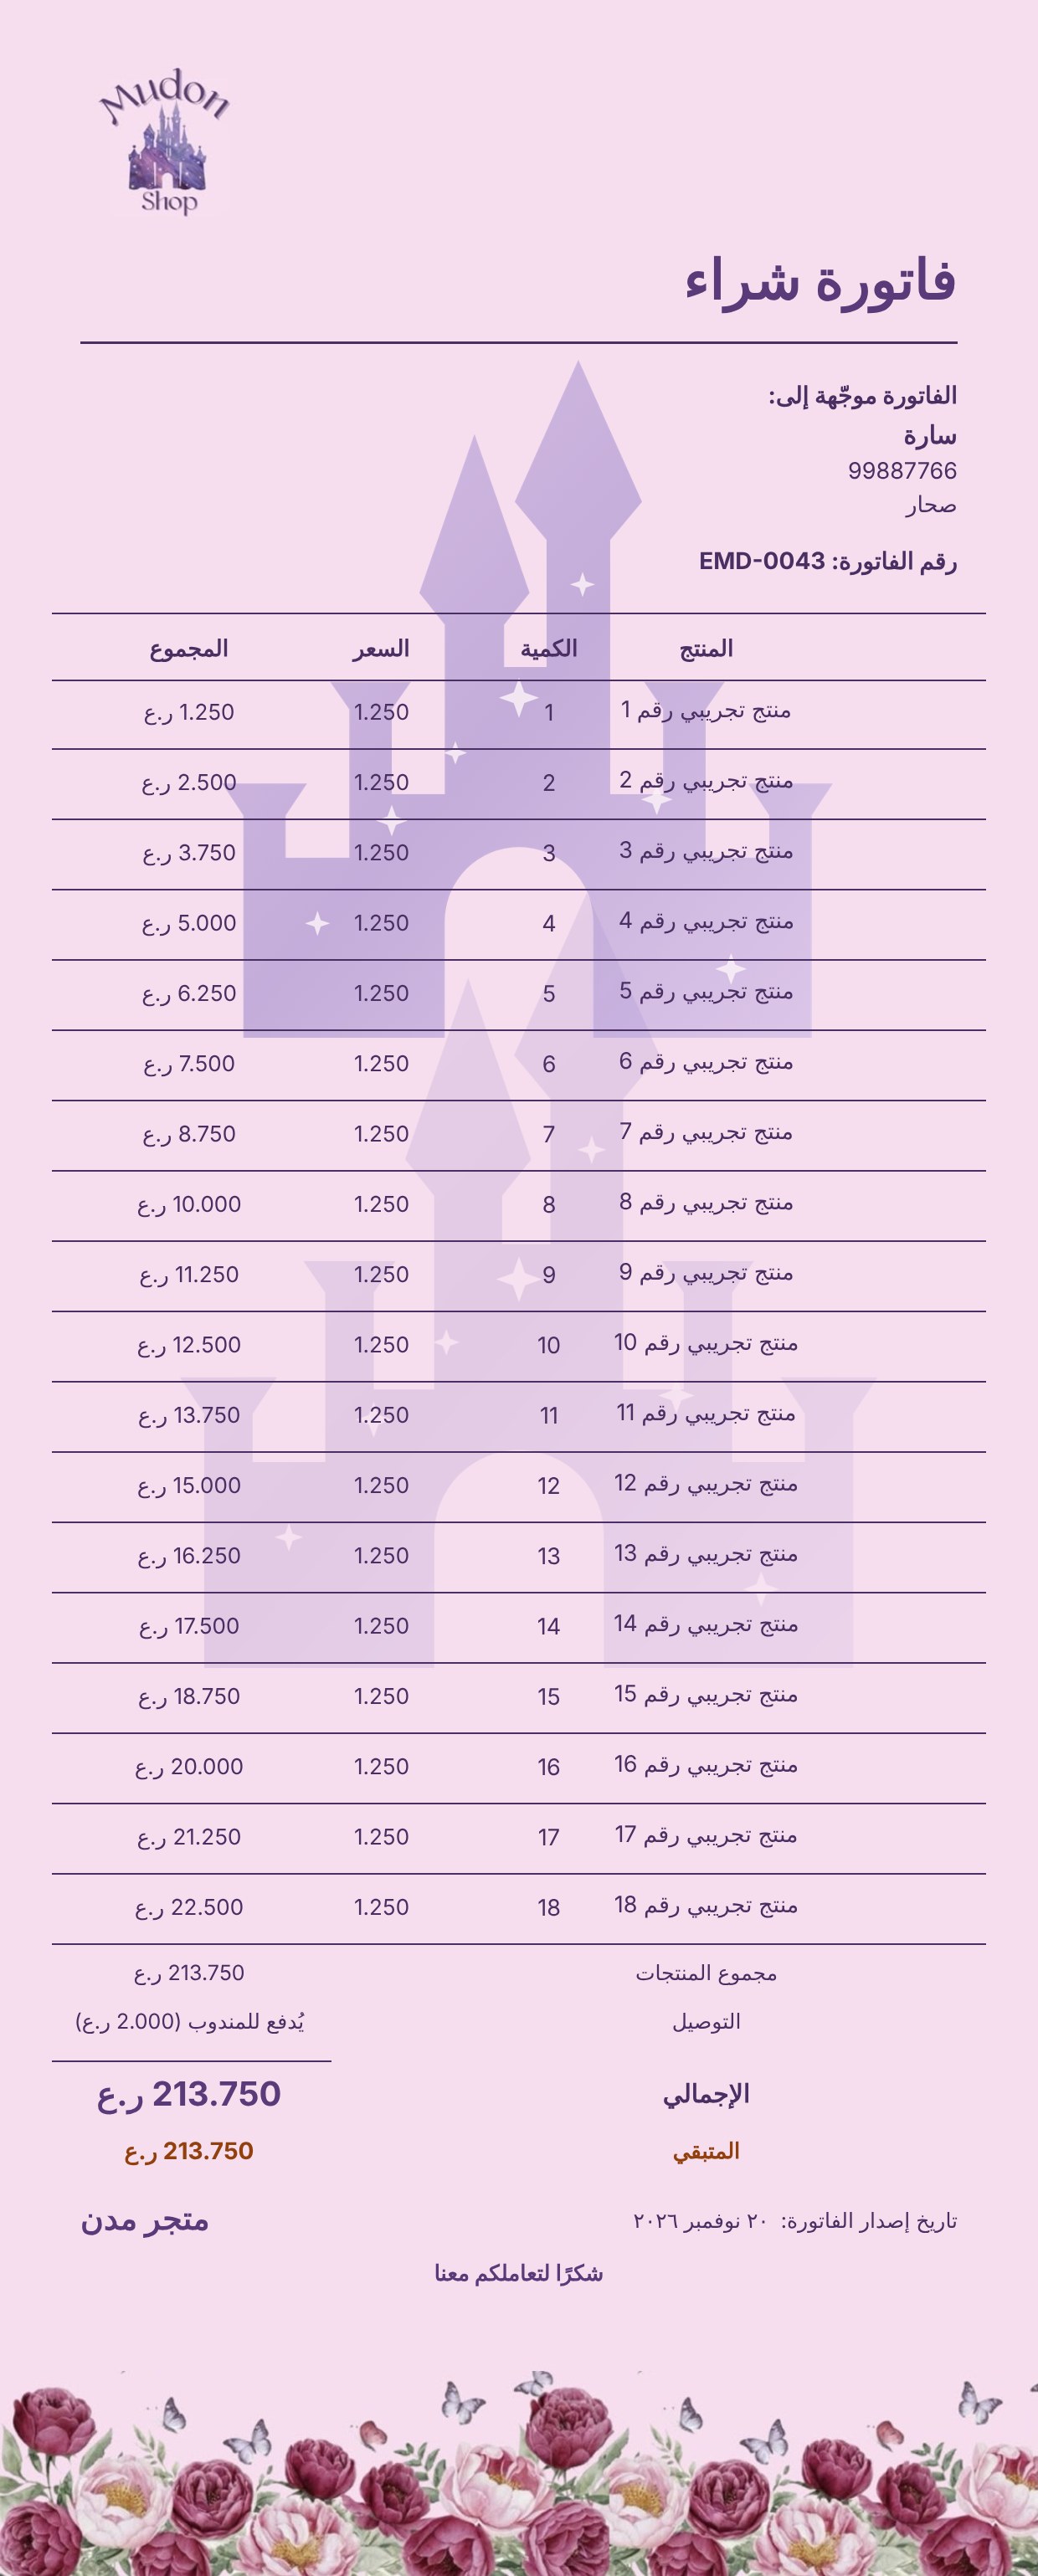 Mudon
Shop
فاتورة شراء
الفاتورة موجّهة إلى:
سارة
99887766
صحار
رقم الفاتورة: EMD-0043
المنتج الكمية السعر المجموع
منتج تجريبي رقم 1 1 1.250 1.250 ر.ع
منتج تجريبي رقم 2 2 1.250 2.500 ر.ع
منتج تجريبي رقم 3 3 1.250 3.750 ر.ع
منتج تجريبي رقم 4 4 1.250 5.000 ر.ع
منتج تجريبي رقم 5 5 1.250 6.250 ر.ع
منتج تجريبي رقم 6 6 1.250 7.500 ر.ع
منتج تجريبي رقم 7 7 1.250 8.750 ر.ع
منتج تجريبي رقم 8 8 1.250 10.000 ر.ع
منتج تجريبي رقم 9 9 1.250 11.250 ر.ع
منتج تجريبي رقم 10 10 1.250 12.500 ر.ع
منتج تجريبي رقم 11 11 1.250 13.750 ر.ع
منتج تجريبي رقم 12 12 1.250 15.000 ر.ع
منتج تجريبي رقم 13 13 1.250 16.250 ر.ع
منتج تجريبي رقم 14 14 1.250 17.500 ر.ع
منتج تجريبي رقم 15 15 1.250 18.750 ر.ع
منتج تجريبي رقم 16 16 1.250 20.000 ر.ع
منتج تجريبي رقم 17 17 1.250 21.250 ر.ع
منتج تجريبي رقم 18 18 1.250 22.500 ر.ع
مجموع المنتجات 213.750 ر.ع
التوصيل يُدفع للمندوب (2.000 ر.ع)
الإجمالي 213.750 ر.ع
المتبقي 213.750 ر.ع
تاريخ إصدار الفاتورة: ٢٠ نوفمبر ٢٠٢٦ متجر مدن
شكرًا لتعاملكم معنا